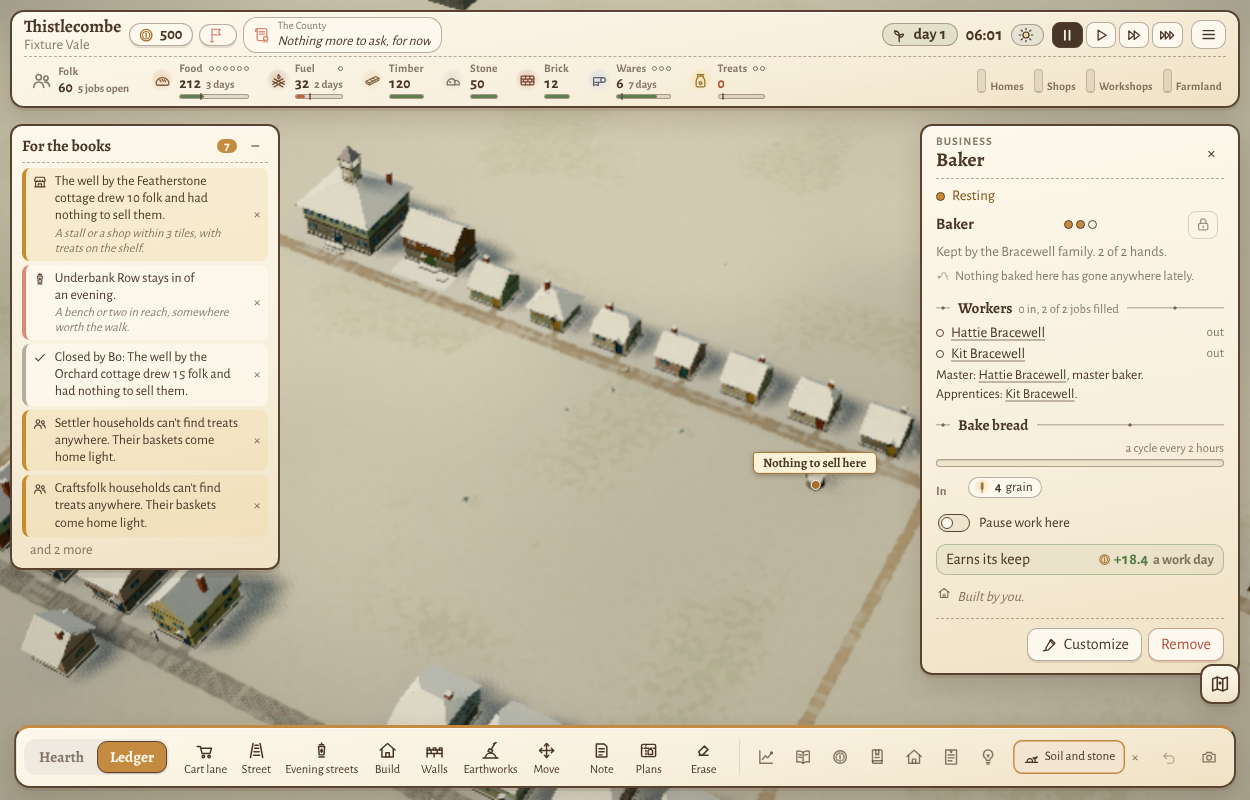 Thistlecombe
Fixture Vale
500
The County
Nothing more to ask, for now
day 1
06:01
Folk
60 5 jobs open
Food
212 3 days
Fuel
32 2 days
Timber
120
Stone
50
Brick
12
Wares
6 7 days
Treats
0
Homes
Shops
Workshops
Farmland
For the books
7
The well by the Featherstone
cottage drew 10 folk and had
nothing to sell them.
A stall or a shop within 3 tiles, with
treats on the shelf.
Underbank Row stays in of
an evening.
A bench or two in reach, somewhere
worth the walk.
Closed by Bo: The well by the
Orchard cottage drew 15 folk and
had nothing to sell them.
Settler households can't find treats
anywhere. Their baskets come
home light.
Craftsfolk households can't find
treats anywhere. Their baskets
come home light.
and 2 more
Nothing to sell here
BUSINESS
Baker
Resting
Baker
Kept by the Bracewell family. 2 of 2 hands.
Nothing baked here has gone anywhere lately.
Workers 0 in, 2 of 2 jobs filled
Hattie Bracewell out
Kit Bracewell out
Master: Hattie Bracewell, master baker.
Apprentices: Kit Bracewell.
Bake bread
a cycle every 2 hours
In 4 grain
Pause work here
Earns its keep +18.4 a work day
Built by you.
Customize
Remove
Hearth
Ledger
Cart lane
Street
Evening streets
Build
Walls
Earthworks
Move
Note
Plans
Erase
Soil and stone